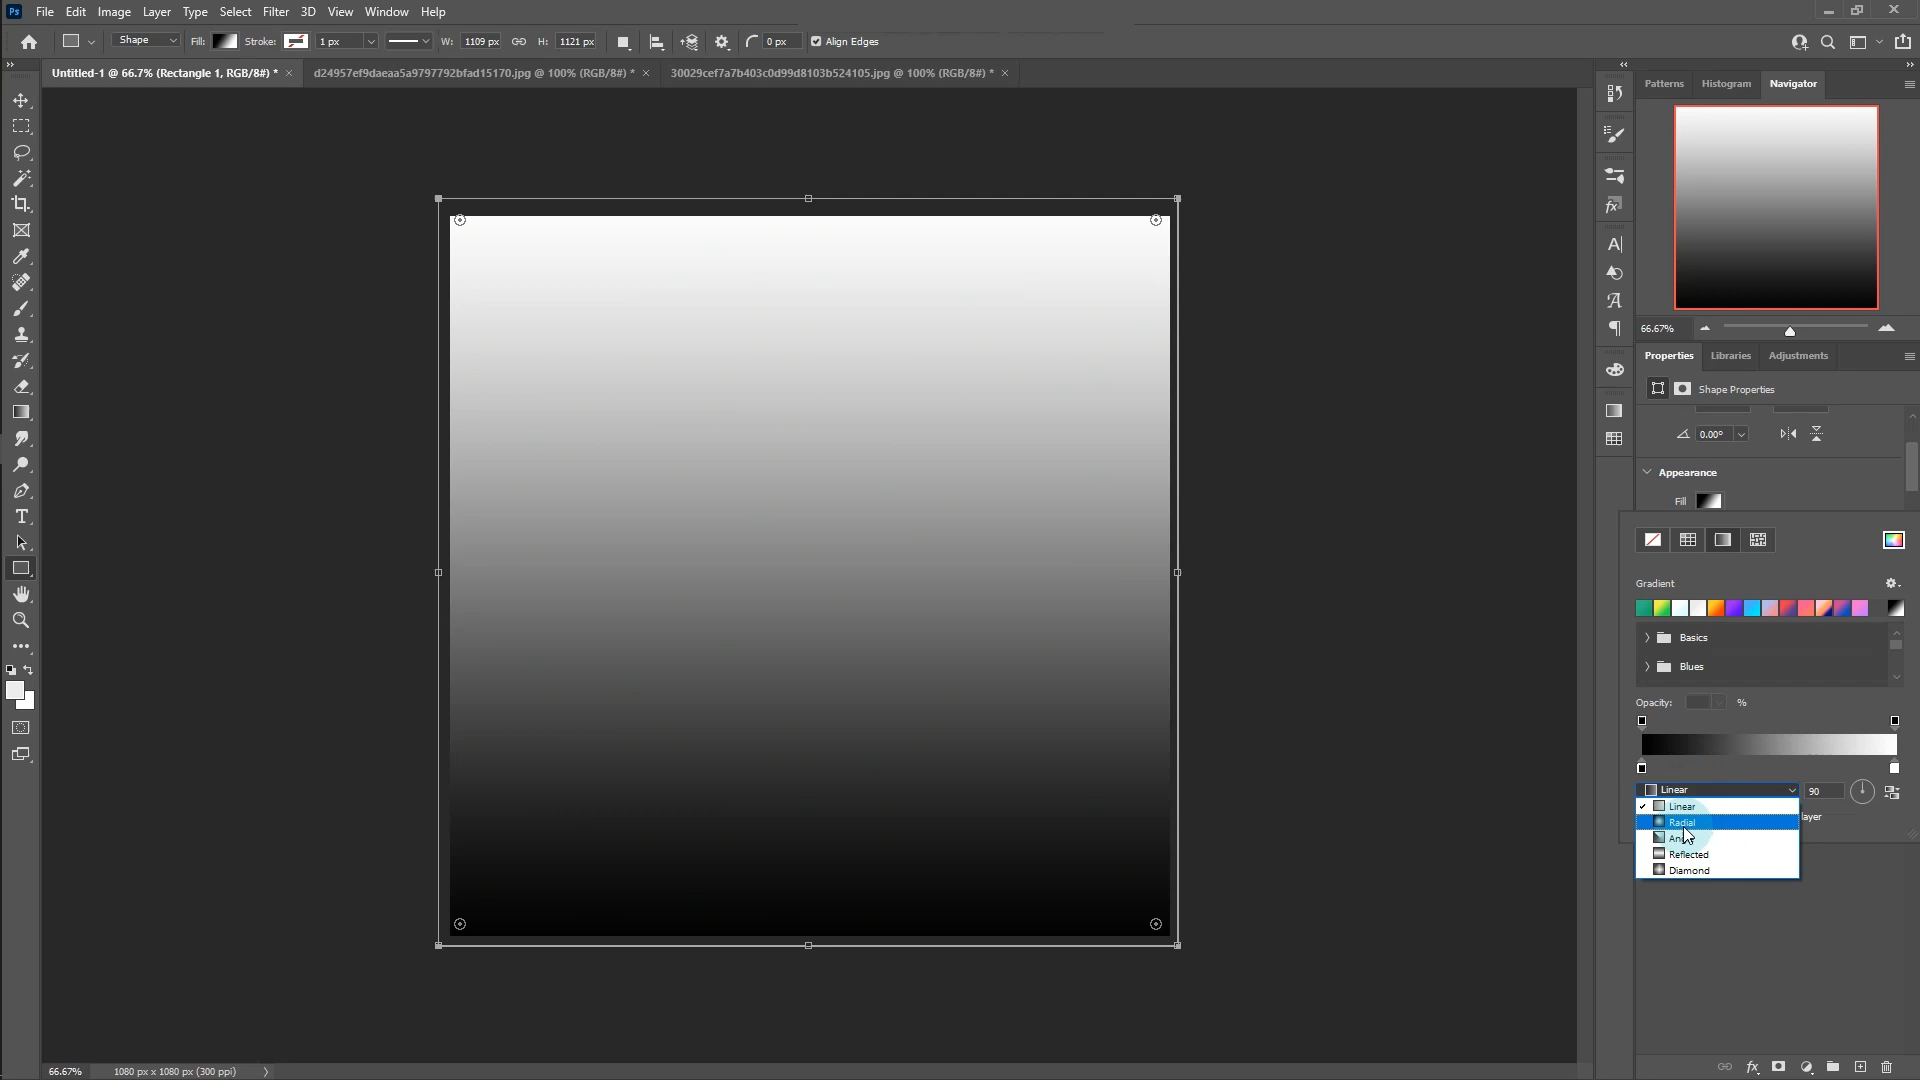 Ps File Edit Image Layer Type Select Filter 3D View Window Help
Shape Fill: Stroke: 1 px W: 1109 px H: 1121 px 0 px Align Edges
Untitled-1 @ 66.7% (Rectangle 1, RGB/8#) * d24957ef9daeaa5a9797792bfad15170.jpg @ 100% (RGB/8#) * 30029cef7a7b403c0d99d8103b524105.jpg @ 100% (RGB/8#) *
Patterns Histogram Navigator
66.67%
Properties Libraries Adjustments
Shape Properties
0.00°
Appearance
Fill
Gradient
Basics
Blues
Opacity: %
Linear 90
Linear
Radial
layer
Reflected
Diamond
66.67% 1080 px x 1080 px (300 ppi)